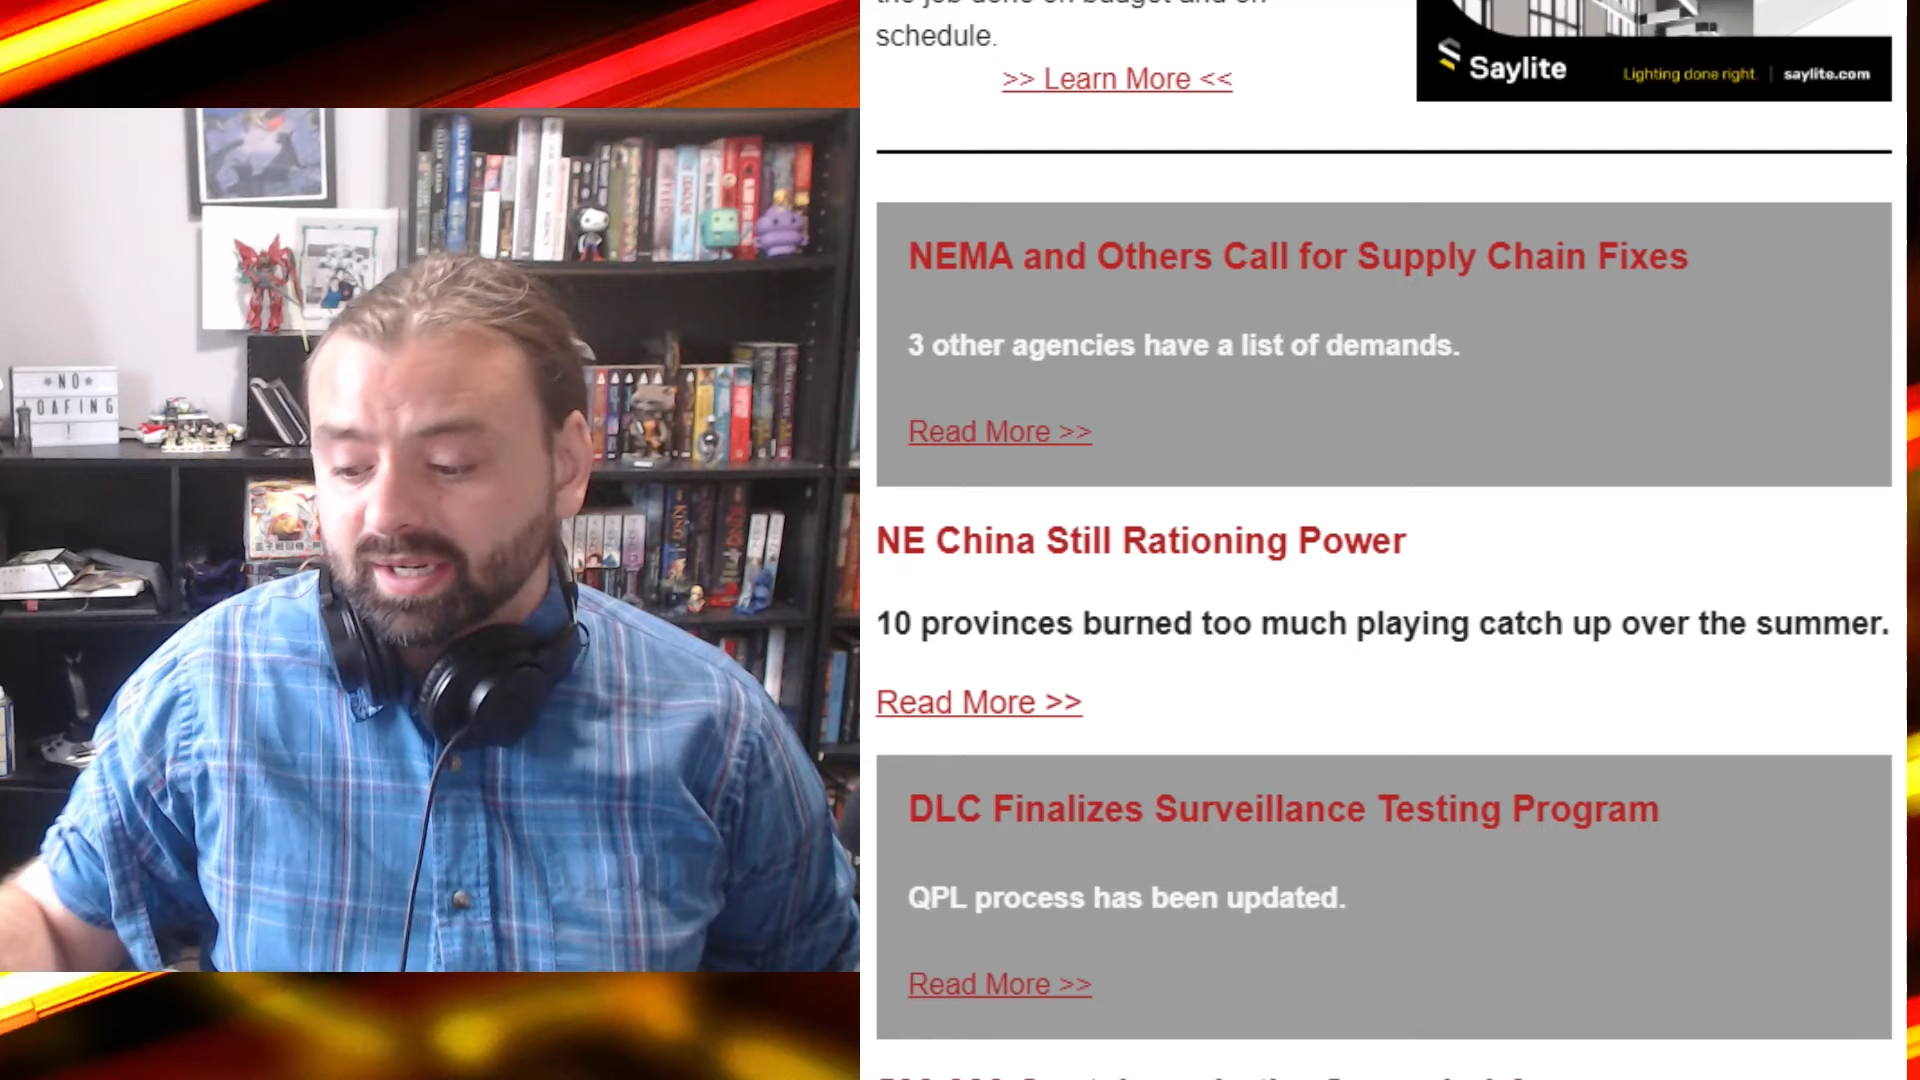 schedule.
>> Learn More <<
Saylite
Lighting done right. | saylite.com
NEMA and Others Call for Supply Chain Fixes
3 other agencies have a list of demands.
Read More >>
*NO*
OAFING
!
NE China Still Rationing Power
10 provinces burned too much playing catch up over the summer.
Read More >>
DLC Finalizes Surveillance Testing Program
QPL process has been updated.
Read More >>
KING